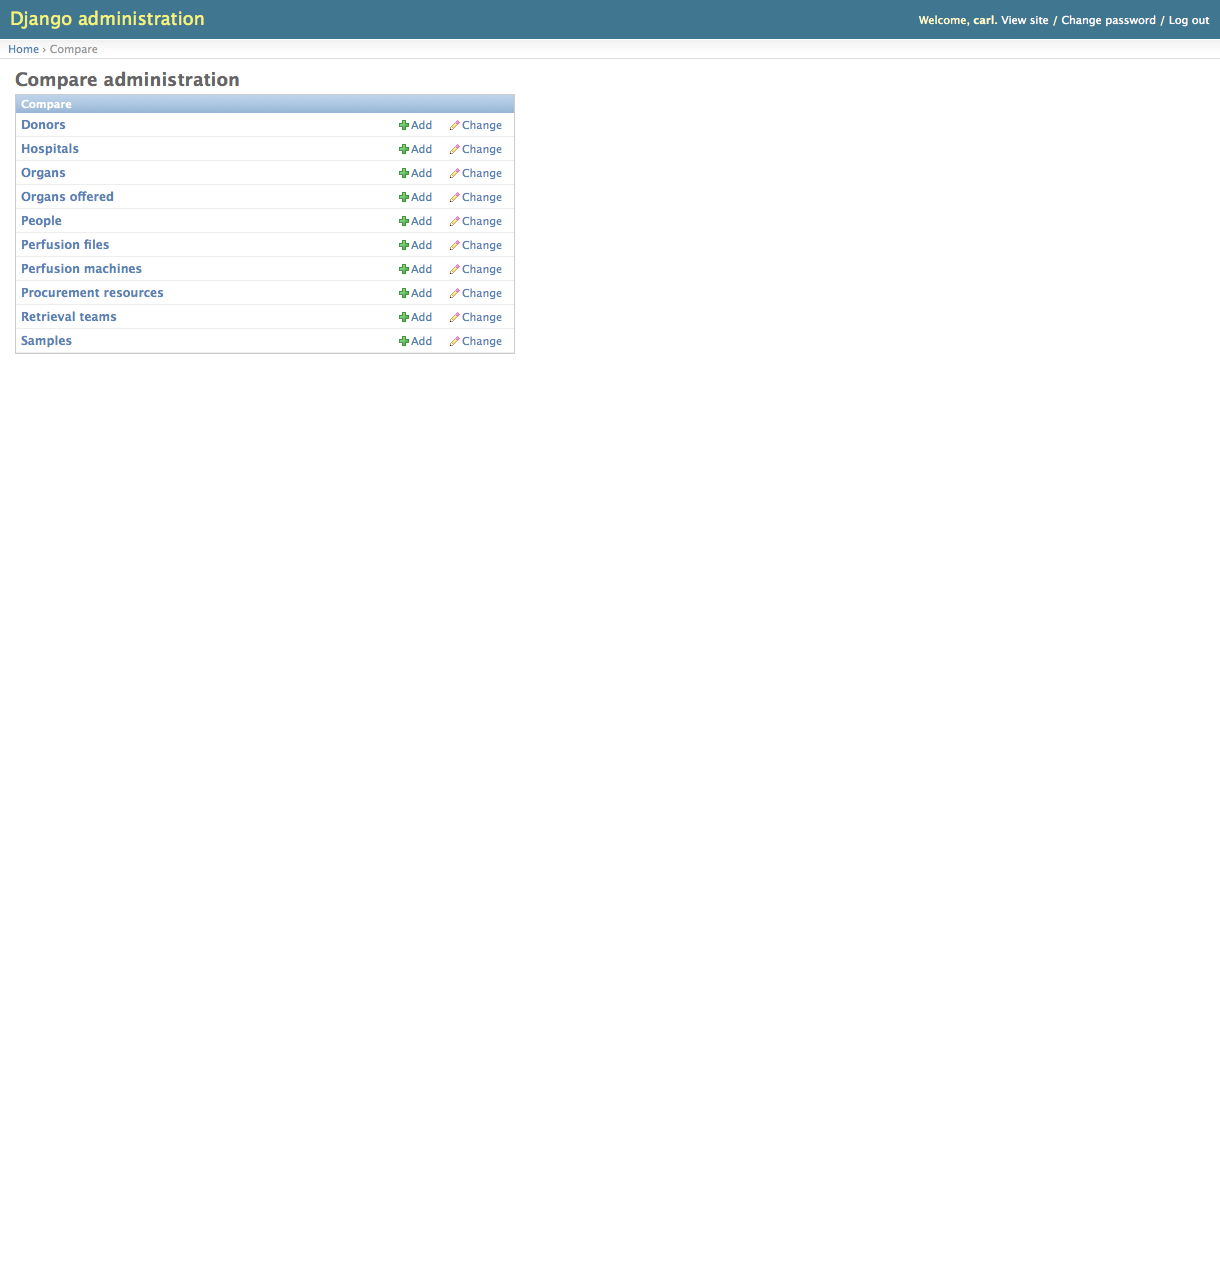 Django administration
Welcome, carl. View site / Change password / Log out
Home › Compare
Compare administration
Compare
Donors Add Change
Hospitals Add Change
Organs Add Change
Organs offered Add Change
People Add Change
Perfusion files Add Change
Perfusion machines Add Change
Procurement resources Add Change
Retrieval teams Add Change
Samples Add Change